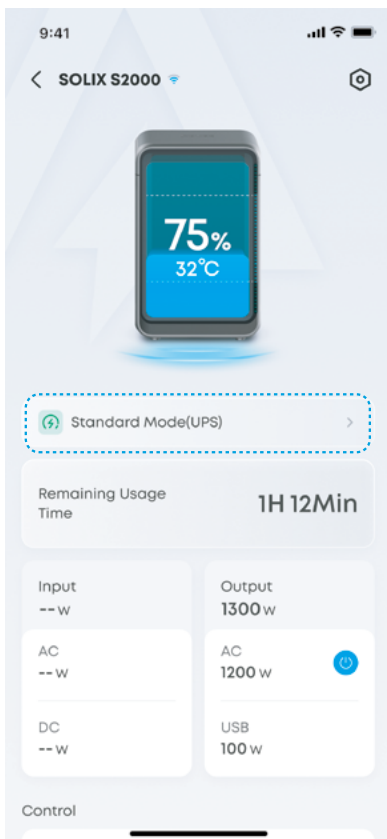 9:41
SOLIX S2000
75%
32°C
Standard Mode(UPS)
Remaining Usage
Time
1H 12Min
Input
-- W
Output
1300 W
AC
-- W
AC
1200 W
DC
-- W
USB
100 W
Control